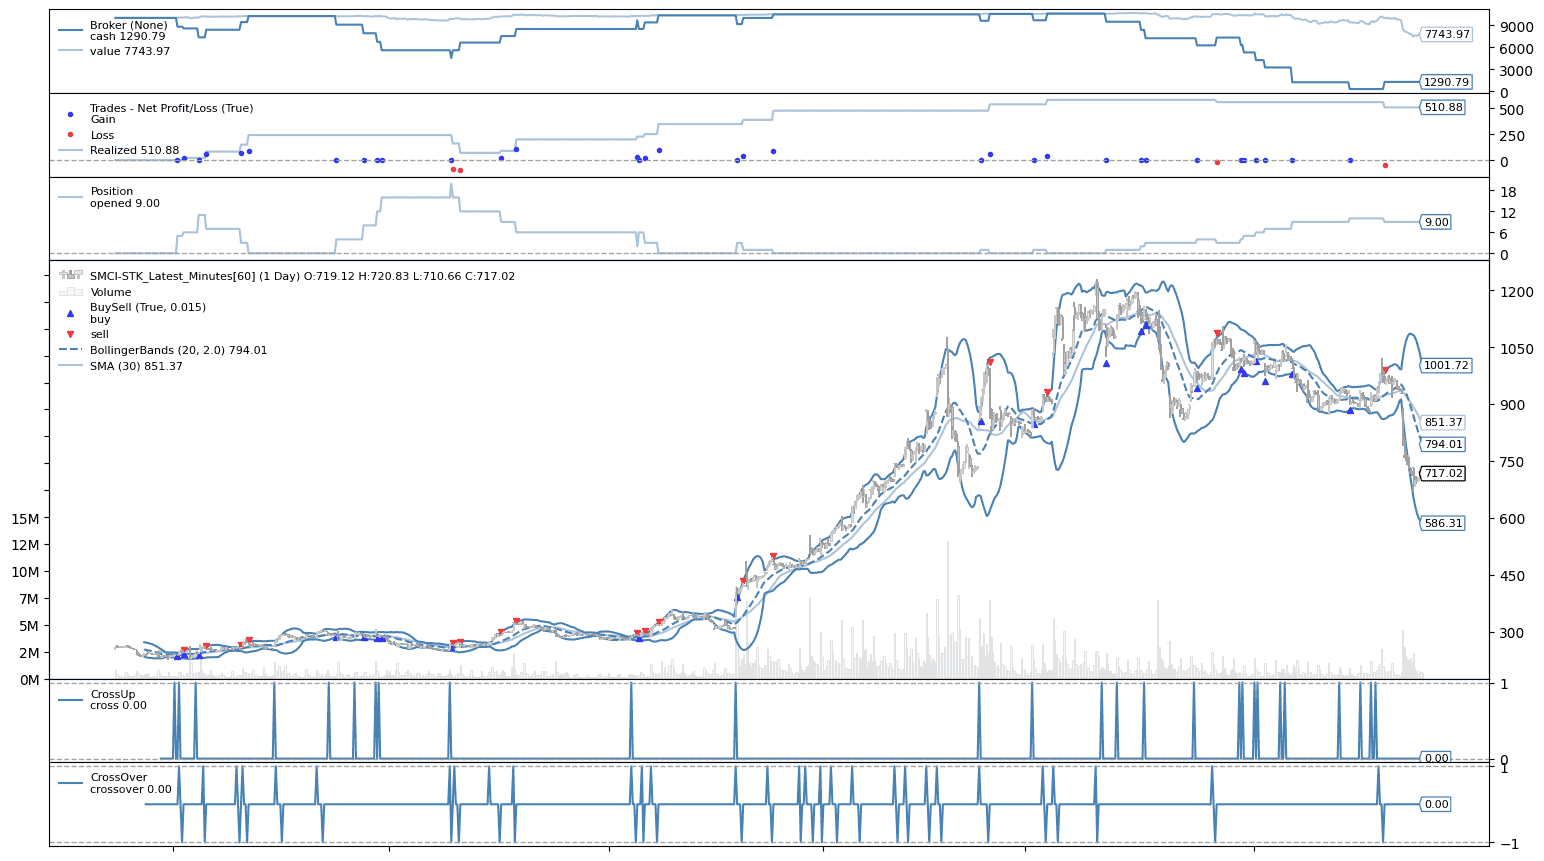 Broker (None)
cash 1290.79
value 7743.97
9000
6000
3000
0
7743.97
1290.79
Trades - Net Profit/Loss (True)
Gain
Loss
Realized 510.88
500
250
0
510.88
Position
opened 9.00
18
12
6
0
9.00
SMCI-STK_Latest_Minutes[60] (1 Day) O:719.12 H:720.83 L:710.66 C:717.02
Volume
BuySell (True, 0.015)
buy
sell
BollingerBands (20, 2.0) 794.01
SMA (30) 851.37
1200
1050
900
750
600
450
300
1001.72
851.37
794.01
717.02
586.31
15M
12M
10M
7M
5M
2M
0M
CrossUp
cross 0.00
1
0
0.00
CrossOver
crossover 0.00
1
−1
0.00